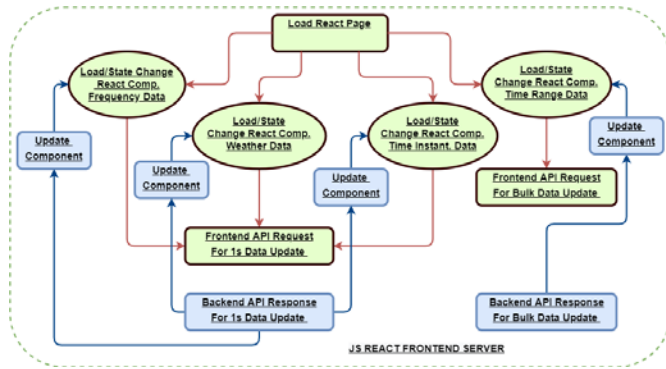 Load React Page
Load/State Change
React Comp.
Frequency Data
Load/State
Change React Comp.
Weather Data
Load/State
Change React Comp.
Time Instant. Data
Load/State
Change React Comp.
Time Range Data
Update
Component
Update
Component
Update
Component
Update
Component
Frontend API Request
For 1s Data Update
Frontend API Request
For Bulk Data Update
Backend API Response
For 1s Data Update
Backend API Response
For Bulk Data Update
JS REACT FRONTEND SERVER